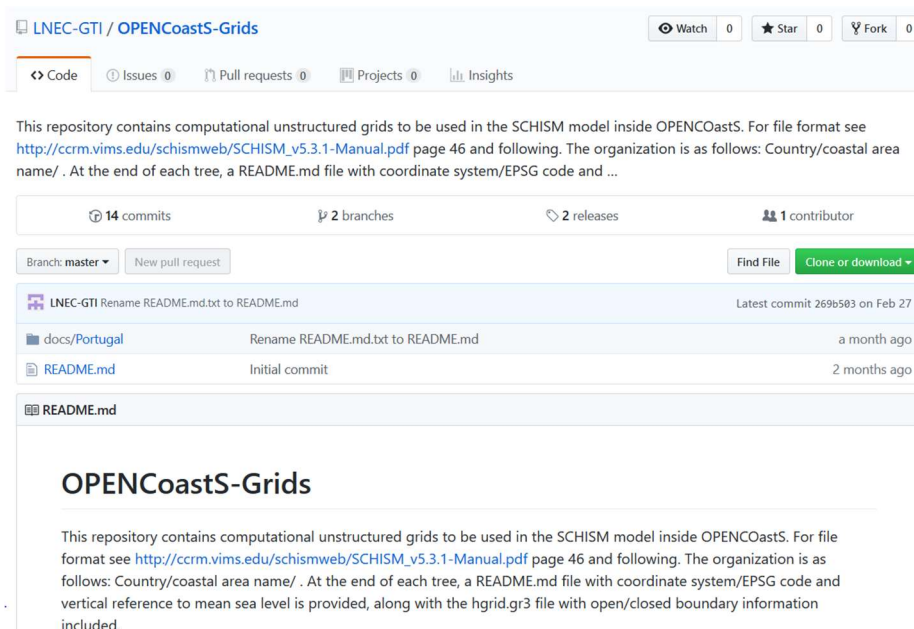 LNEC-GTI / OPENCoastS-Grids
Watch 0 Star 0 Fork 0
Code Issues 0 Pull requests 0 Projects 0 Insights
This repository contains computational unstructured grids to be used in the SCHISM model inside OPENCOastS. For file format see
http://ccrm.vims.edu/schismweb/SCHISM_v5.3.1-Manual.pdf page 46 and following. The organization is as follows: Country/coastal area
name/ . At the end of each tree, a README.md file with coordinate system/EPSG code and ...
14 commits 2 branches 2 releases 1 contributor
Branch: master New pull request Find File Clone or download
LNEC-GTI Rename README.md.txt to README.md Latest commit 269b503 on Feb 27
docs/Portugal Rename README.md.txt to README.md a month ago
README.md Initial commit 2 months ago
README.md
OPENCoastS-Grids
This repository contains computational unstructured grids to be used in the SCHISM model inside OPENCOastS. For file
format see http://ccrm.vims.edu/schismweb/SCHISM_v5.3.1-Manual.pdf page 46 and following. The organization is as
follows: Country/coastal area name/ . At the end of each tree, a README.md file with coordinate system/EPSG code and
vertical reference to mean sea level is provided, along with the hgrid.gr3 file with open/closed boundary information
included.